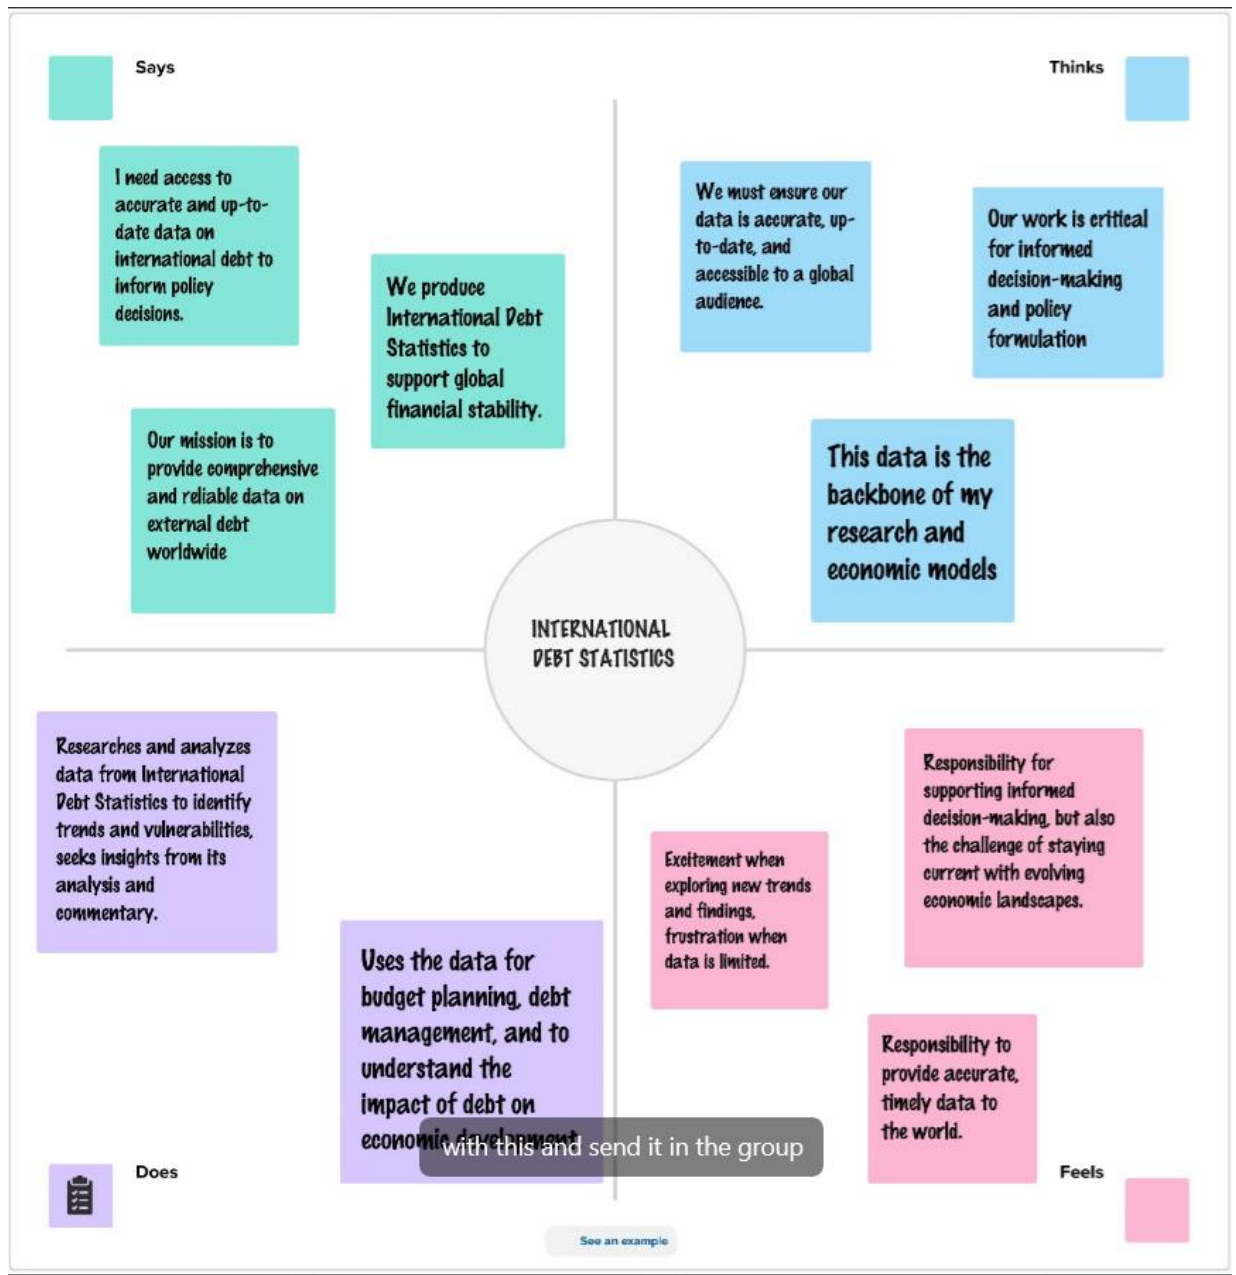 Says
Thinks
I need access to
accurate and up-to-
date data on
international debt to
inform policy
decisions.
We produce
International Debt
Statistics to
support global
financial stability.
Our mission is to
provide comprehensive
and reliable data on
external debt
worldwide
We must ensure our
data is accurate, up-
to-date, and
accessible to a global
audience.
Our work is critical
for informed
decision-making
and policy
formulation
This data is the
backbone of my
research and
economic models
INTERNATIONAL
DEBT STATISTICS
Researches and analyzes
data from International
Debt Statistics to identify
trends and vulnerabilities,
seeks insights from its
analysis and
commentary.
Uses the data for
budget planning, debt
management, and to
understand the
impact of debt on
economic development
with this and send it in the group
Excitement when
exploring new trends
and findings,
frustration when
data is limited.
Responsibility for
supporting informed
decision-making, but also
the challenge of staying
current with evolving
economic landscapes.
Responsibility to
provide accurate,
timely data to
the world.
Does
Feels
See an example